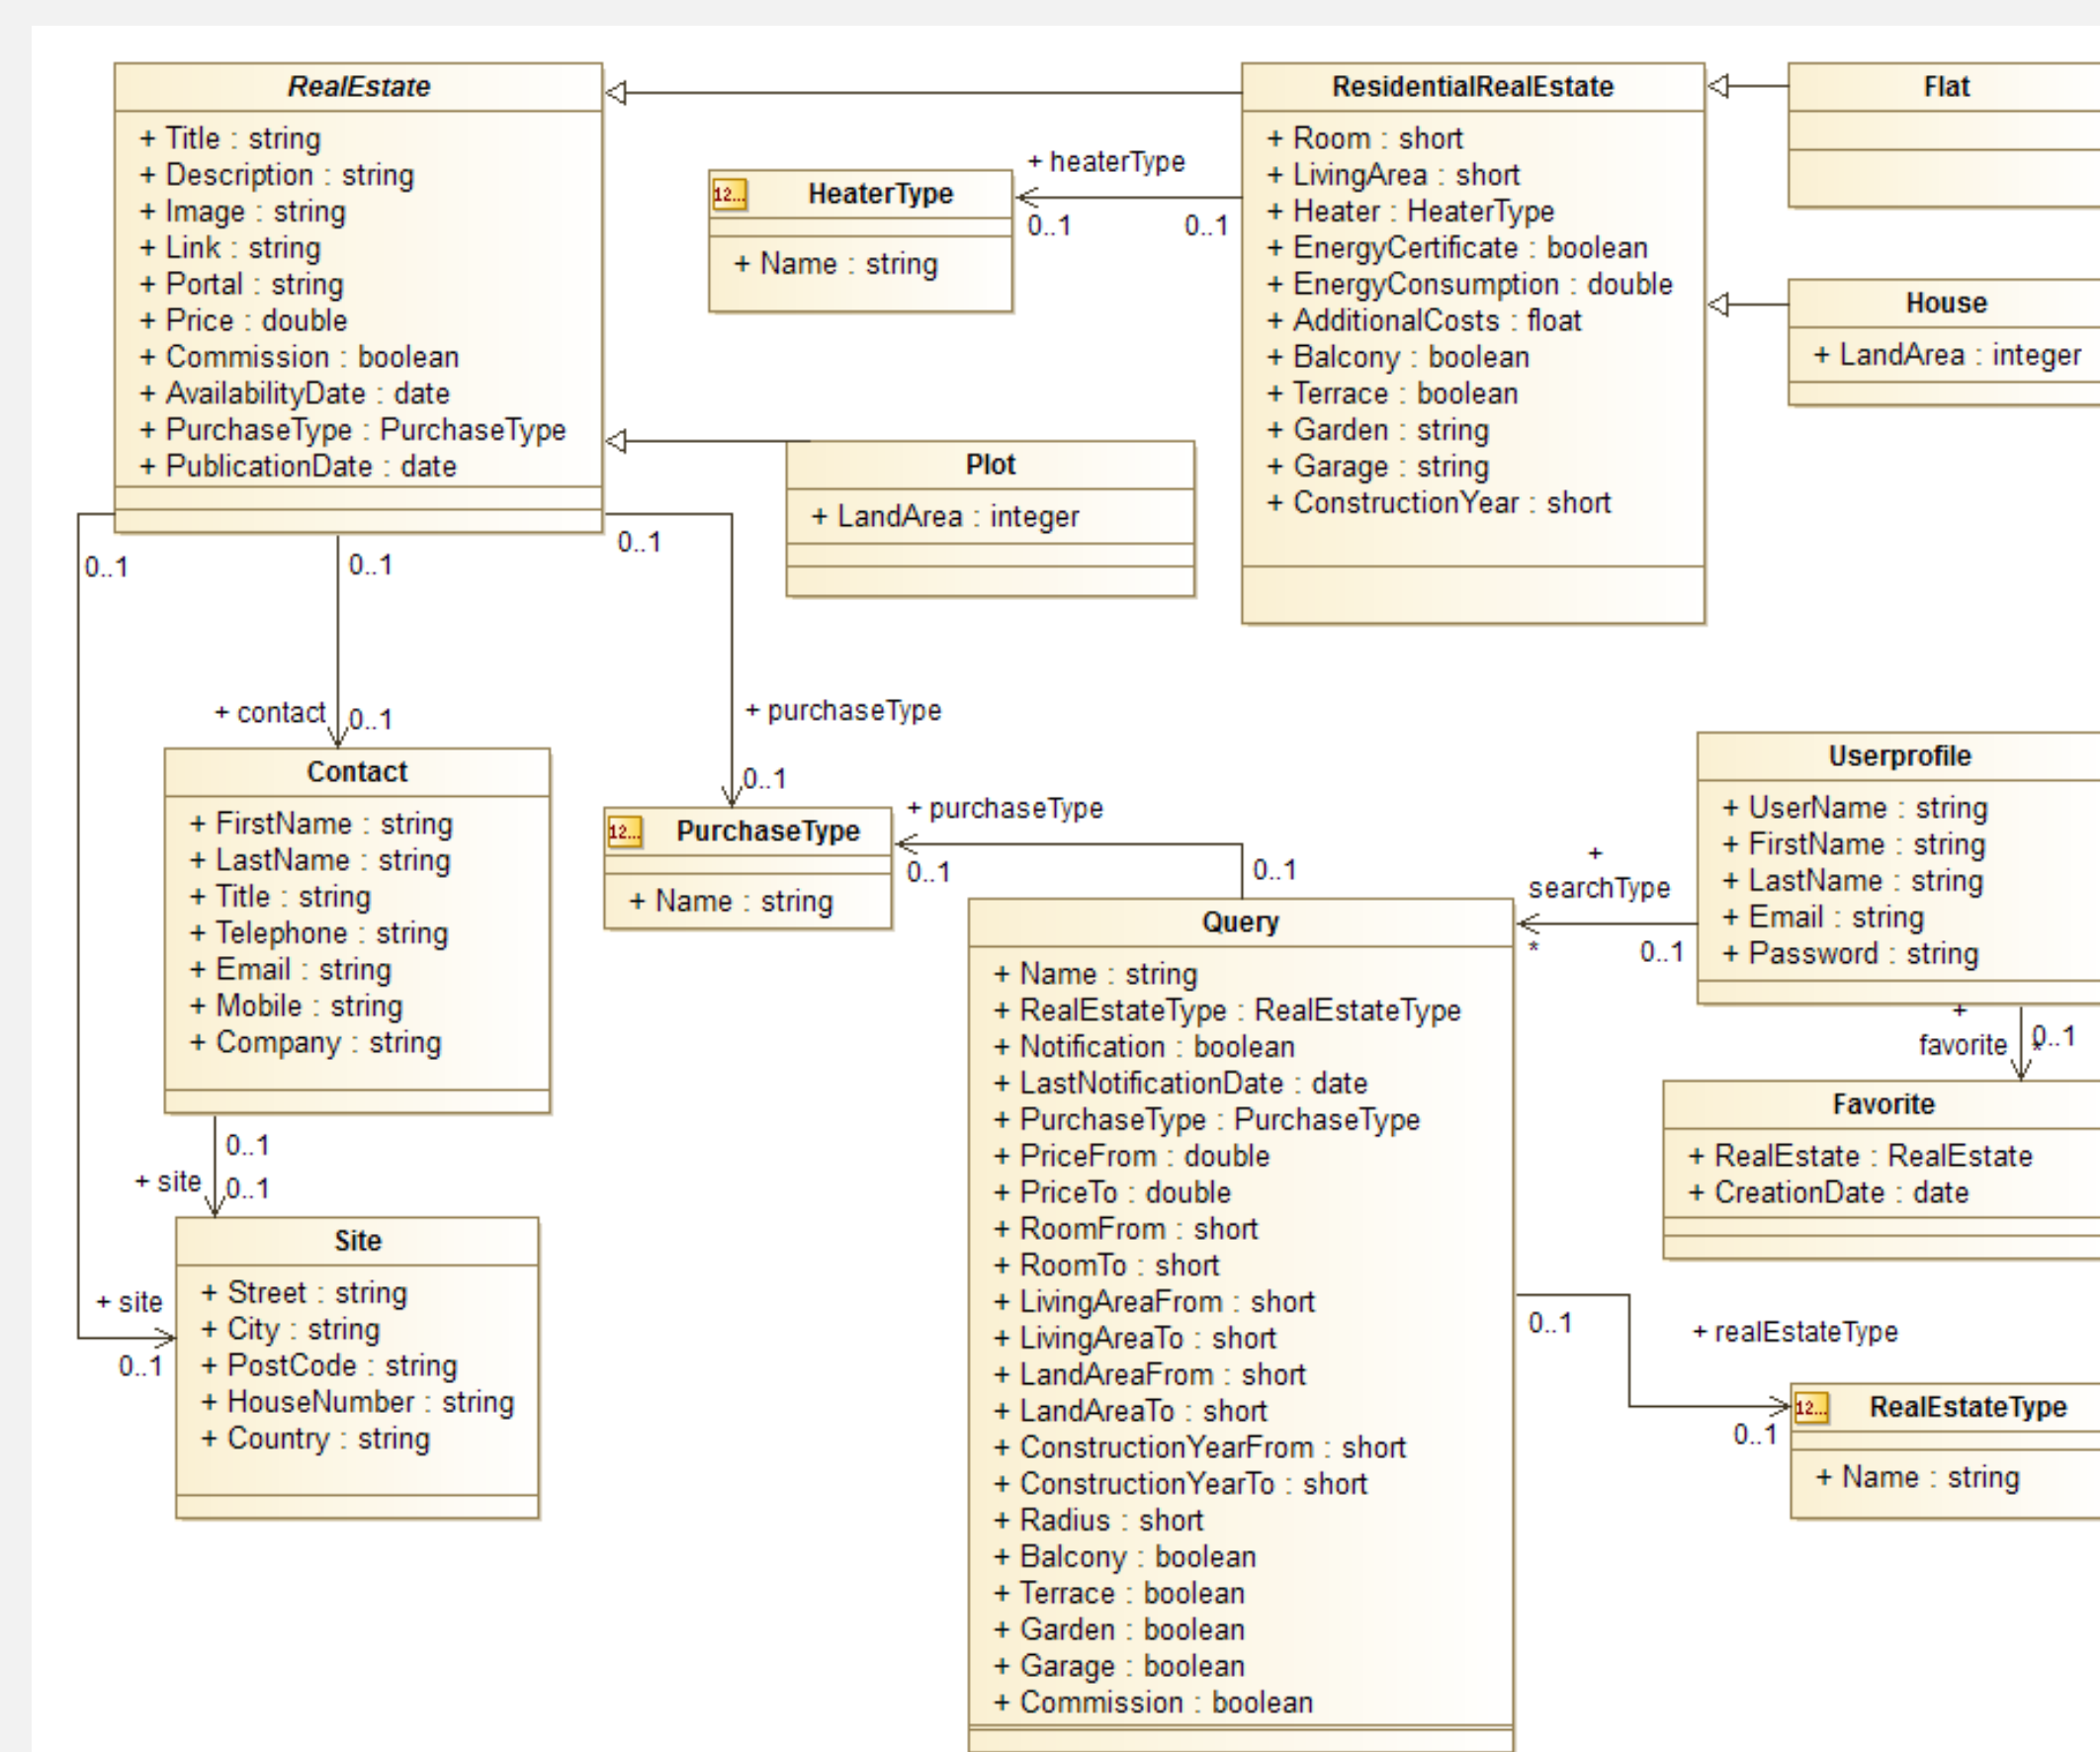 RealEstate
+ Title : string
+ Description : string
+ Image : string
+ Link : string
+ Portal : string
+ Price : double
+ Commission : boolean
+ AvailabilityDate : date
+ PurchaseType : PurchaseType
+ PublicationDate : date
0..1
0..1
0..1
+ heaterType
0..1
0..1
12...
HeaterType
+ Name : string
Plot
+ LandArea : integer
ResidentialRealEstate
+ Room : short
+ LivingArea : short
+ Heater : HeaterType
+ EnergyCertificate : boolean
+ EnergyConsumption : double
+ AdditionalCosts : float
+ Balcony : boolean
+ Terrace : boolean
+ Garden : string
+ Garage : string
+ ConstructionYear : short
Flat
House
+ LandArea : integer
+ contact
0..1
+ purchaseType
0..1
Contact
+ FirstName : string
+ LastName : string
+ Title : string
+ Telephone : string
+ Email : string
+ Mobile : string
+ Company : string
0..1
+ site
0..1
12...
PurchaseType
+ Name : string
+ purchaseType
0..1
0..1
Site
+ Street : string
+ City : string
+ PostCode : string
+ HouseNumber : string
+ Country : string
+ site
0..1
Query
+ Name : string
+ RealEstateType : RealEstateType
+ Notification : boolean
+ LastNotificationDate : date
+ PurchaseType : PurchaseType
+ PriceFrom : double
+ PriceTo : double
+ RoomFrom : short
+ RoomTo : short
+ LivingAreaFrom : short
+ LivingAreaTo : short
+ LandAreaFrom : short
+ LandAreaTo : short
+ ConstructionYearFrom : short
+ ConstructionYearTo : short
+ Radius : short
+ Balcony : boolean
+ Terrace : boolean
+ Garden : boolean
+ Garage : boolean
+ Commission : boolean
+
searchType
*
0..1
Userprofile
+ UserName : string
+ FirstName : string
+ LastName : string
+ Email : string
+ Password : string
+
favorite
0..1
*
Favorite
+ RealEstate : RealEstate
+ CreationDate : date
0..1
+ realEstateType
0..1
12...
RealEstateType
+ Name : string